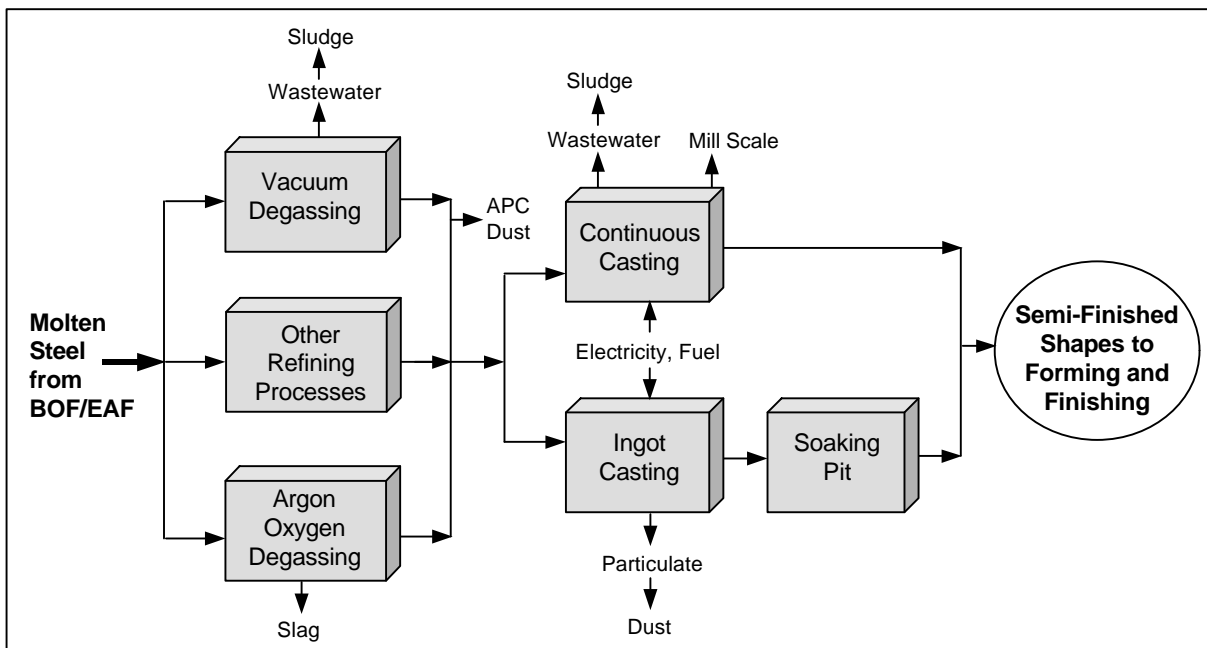 Sludge
Wastewater
Vacuum
Degassing
APC
Dust
Sludge
Wastewater
Mill Scale
Continuous
Casting
Molten
Steel
from
BOF/EAF
Other
Refining
Processes
Electricity, Fuel
Semi-Finished
Shapes to
Forming and
Finishing
Argon
Oxygen
Degassing
Slag
Ingot
Casting
Soaking
Pit
Particulate
Dust